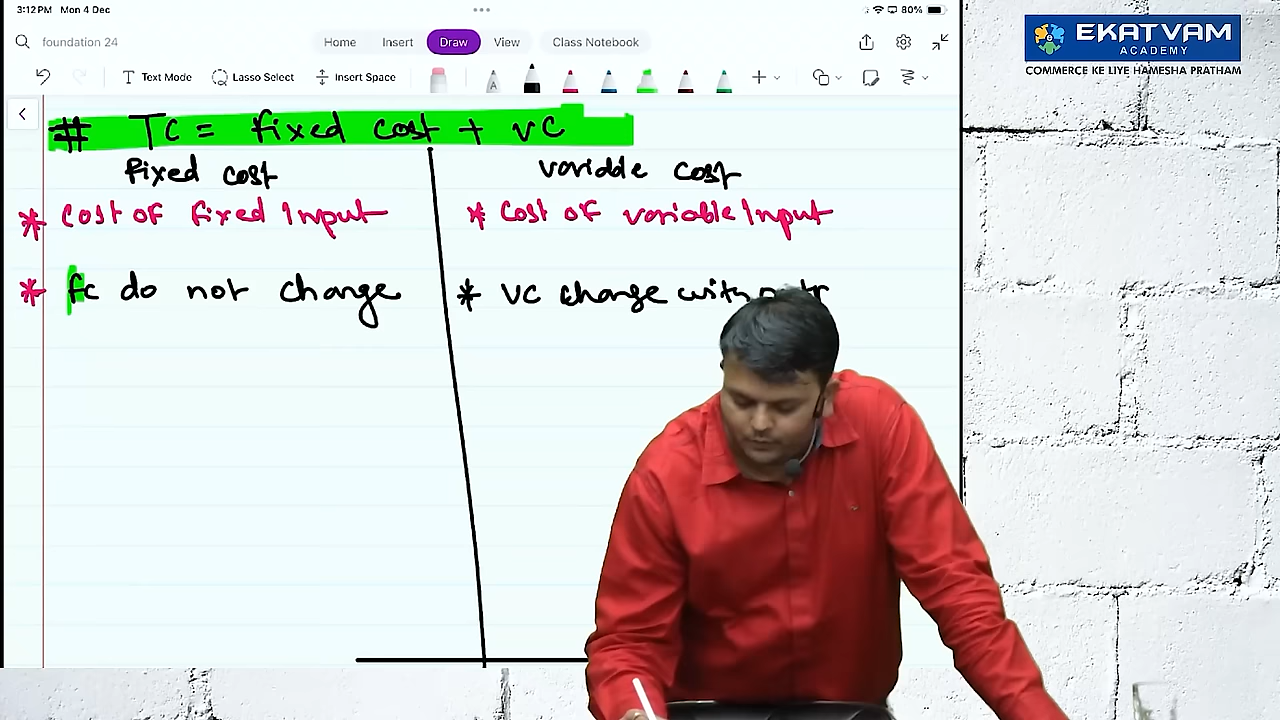 3:12 PM Mon 4 Dec
80%
foundation 24
Home Insert Draw View Class Notebook
Text Mode Lasso Select Insert Space
EKATVAM
ACADEMY
COMMERCE KE LIYE HAMESHA PRATHAM
# TC = fixed cost + VC
fixed cost
* Cost of fixed Input
* fc do not change
variable cost
* Cost of variable Input
* VC change with